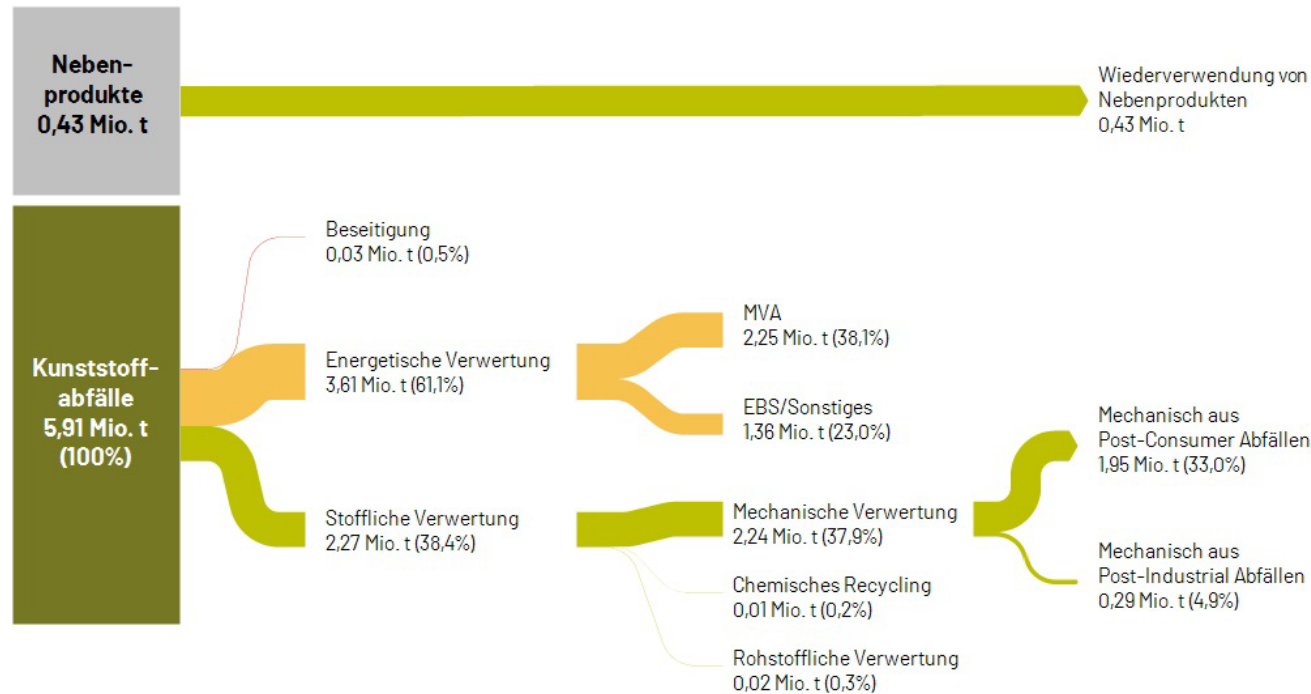 Neben-
produkte
0,43 Mio. t
Wiederverwendung von
Nebenprodukten
0,43 Mio. t
Kunststoff-
abfälle
5,91 Mio. t
(100%)
Beseitigung
0,03 Mio. t (0,5%)
Energetische Verwertung
3,61 Mio. t (61,1%)
MVA
2,25 Mio. t (38,1%)
EBS/Sonstiges
1,36 Mio. t (23,0%)
Stoffliche Verwertung
2,27 Mio. t (38,4%)
Mechanische Verwertung
2,24 Mio. t (37,9%)
Chemisches Recycling
0,01 Mio. t (0,2%)
Rohstoffliche Verwertung
0,02 Mio. t (0,3%)
Mechanisch aus
Post-Consumer Abfällen
1,95 Mio. t (33,0%)
Mechanisch aus
Post-Industrial Abfällen
0,29 Mio. t (4,9%)